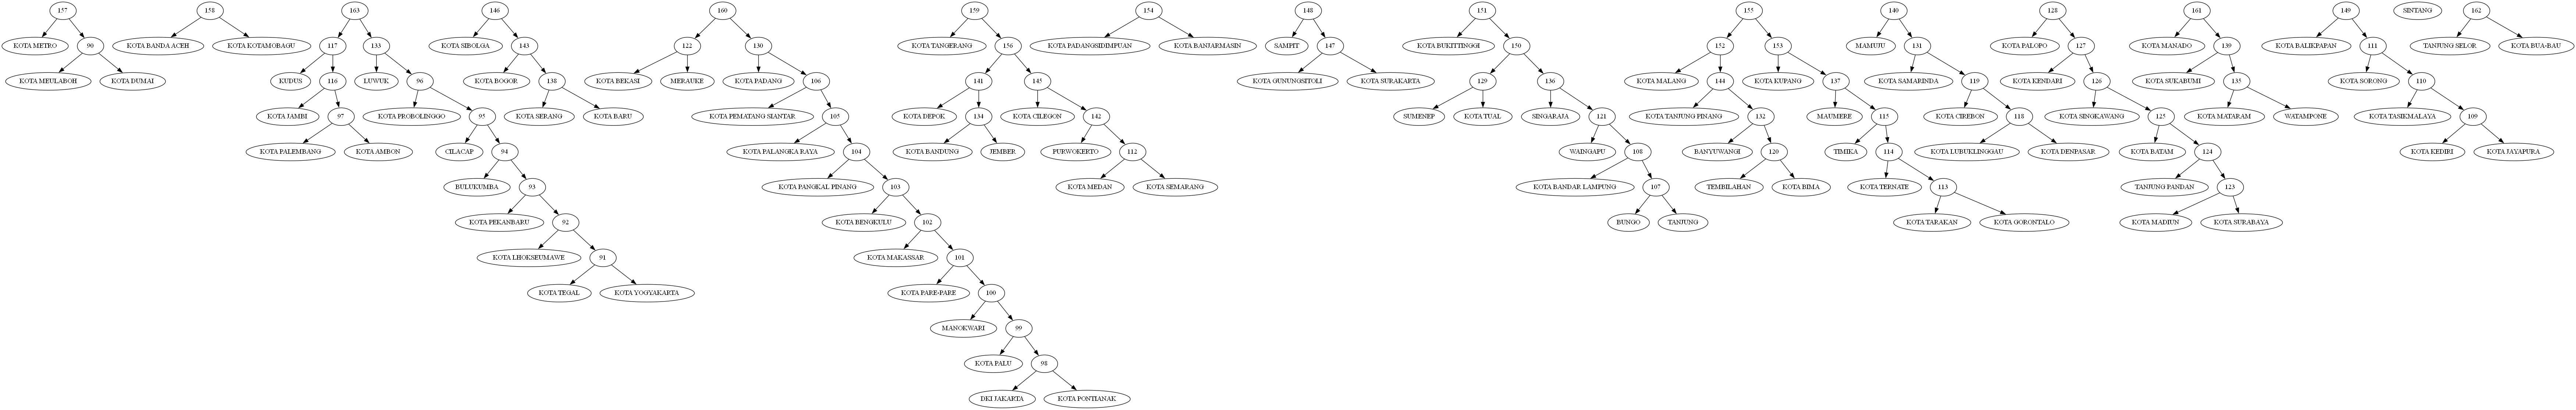 157 158 163 146 160 159 154 148 151 155 140 128 161 149 SINTANG 162
KOTA METRO 90 KOTA BANDA ACEH KOTA KOTAMOBAGU 117 133 KOTA SIBOLGA 143 122 130 KOTA TANGERANG 156 KOTA PADANGSIDIMPUAN KOTA BANJARMASIN SAMPIT 147 KOTA BUKITTINGGI 150 152 153 MAMUJU 131 KOTA PALOPO 127 KOTA MANADO 139 KOTA BALIKPAPAN 111 TANJUNG SELOR KOTA BUA-BAU
KOTA MEULABOH KOTA DUMAI KUDUS 116 LUWUK 96 KOTA BOGOR 138 KOTA BEKASI MERAUKE KOTA PADANG 106 141 145 KOTA GUNUNGSITOLI KOTA SURAKARTA 129 136 KOTA MALANG 144 KOTA KUPANG 137 KOTA SAMARINDA 119 KOTA KENDARI 126 KOTA SUKABUMI 135 KOTA SORONG 110
KOTA JAMBI 97 KOTA PROBOLINGGO 95 KOTA SERANG KOTA BARU KOTA PEMATANG SIANTAR 105 KOTA DEPOK 134 KOTA CILEGON 142 SUMENEP KOTA TUAL SINGARAJA 121 KOTA TANJUNG PINANG 132 MAUMERE 115 KOTA CIREBON 118 KOTA SINGKAWANG 125 KOTA MATARAM WATAMPONE KOTA TASIKMALAYA 109
KOTA PALEMBANG KOTA AMBON CILACAP 94 KOTA PALANGKA RAYA 104 KOTA BANDUNG JEMBER PURWOKERTO 112 WAINGAPU 108 BANYUWANGI 120 TIMIKA 114 KOTA LUBUKLINGGAU KOTA DENPASAR KOTA BATAM 124 KOTA KEDIRI KOTA JAYAPURA
BULUKUMBA 93 KOTA PANGKAL PINANG 103 KOTA MEDAN KOTA SEMARANG KOTA BANDAR LAMPUNG 107 TEMBILAHAN KOTA BIMA KOTA TERNATE 113 TANJUNG PANDAN 123
KOTA PEKANBARU 92 KOTA BENGKULU 102 BUNGO TANJUNG KOTA TARAKAN KOTA GORONTALO KOTA MADIUN KOTA SURABAYA
KOTA LHOKSEUMAWE 91 KOTA MAKASSAR 101
KOTA TEGAL KOTA YOGYAKARTA KOTA PARE-PARE 100
MANOKWARI 99
KOTA PALU 98
DKI JAKARTA KOTA PONTIANAK